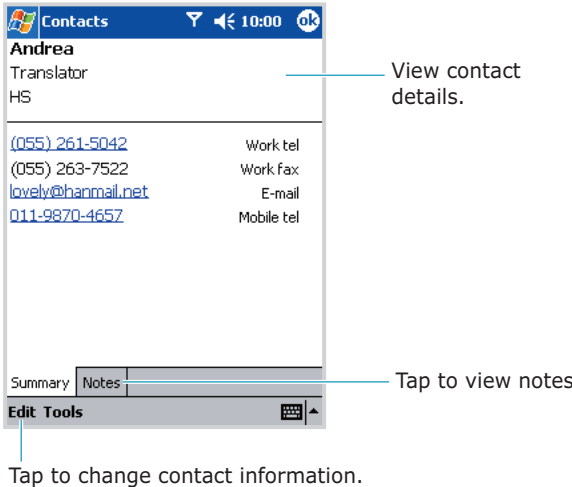 Contacts 10:00 ok
Andrea
Translator
HS
View contact
details.
(055) 261-5042 Work tel
(055) 263-7522 Work fax
lovely@hanmail.net E-mail
011-9870-4657 Mobile tel
Summary Notes
Tap to view notes
Edit Tools
Tap to change contact information.